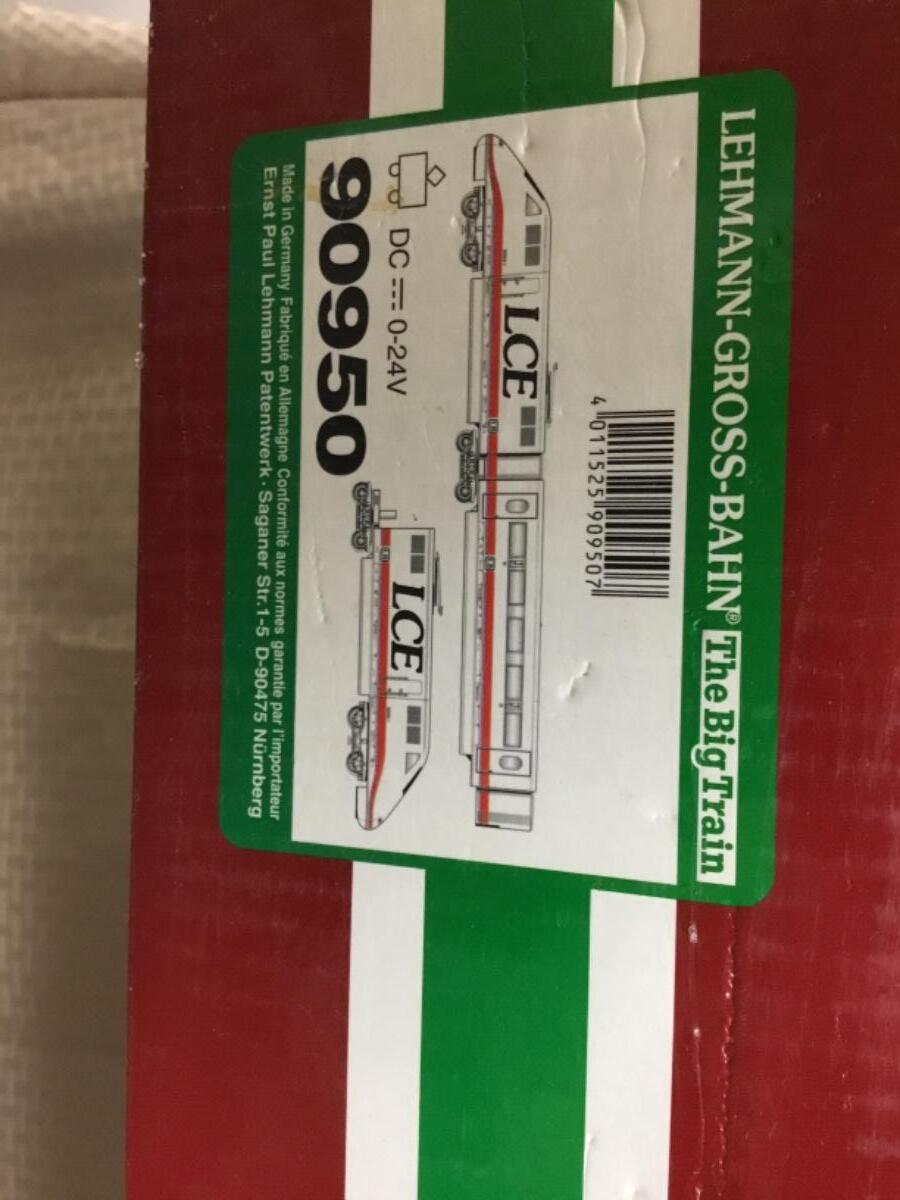 LEHMANN-GROSS-BAHN® The Big Train
4 011525 909507
LCE
DC 0-24V
LCE
90950
Made in Germany Fabriqué en Allemagne Conformité aux normes garantie par l'importateur
Ernst Paul Lehmann Patentwerk · Saganer Str.1-5 D-90475 Nürnberg